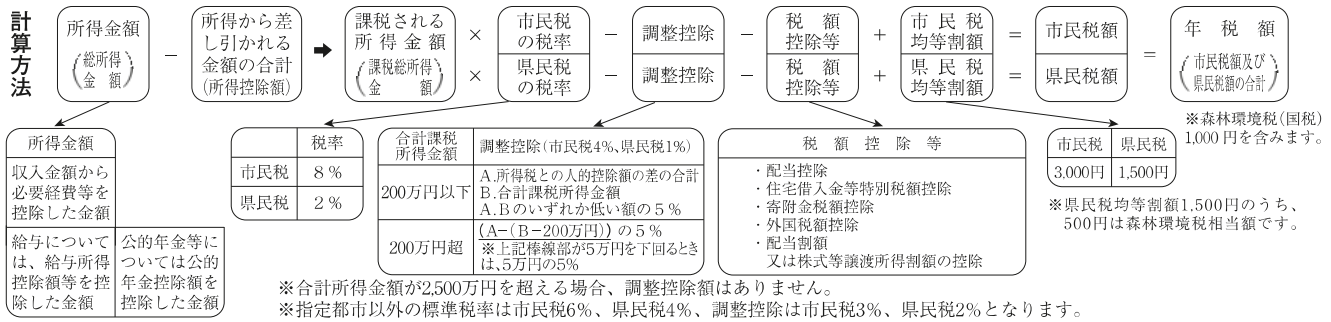 計算方法
所得金額
(総所得
金　額)
－
所得から差
し引かれる
金額の合計
(所得控除額)
➡
課税される
所 得 金 額
(課税総所得
金　　　額)
×
市民税
の税率
－
調整控除
－
税　額
控除等
＋
市 民 税
均等割額
＝
市民税額
×
県民税
の税率
－
調整控除
－
税　額
控除等
＋
県 民 税
均等割額
＝
県民税額
＝
年　税　額
(市民税額及び
県民税額の合計)
※森林環境税(国税)
1,000円を含みます。
所得金額
収入金額から
必要経費等を
控除した金額
給与について
は、給与所得
控除額等を控
除した金額
公的年金等に
ついては公的
年金控除額を
控除した金額
税率
市民税　8％
県民税　2％
合計課税
所得金額
調整控除(市民税4%、県民税1%)
200万円以下
A.所得税との人的控除額の差の合計
B.合計課税所得金額
A.Bのいずれか低い額の5％
200万円超
(A−(B−200万円))の5％
※上記棒線部が5万円を下回るとき
は、5万円の5%
税　額　控　除　等
・配当控除
・住宅借入金等特別税額控除
・寄附金税額控除
・外国税額控除
・配当割額
又は株式等譲渡所得割額の控除
市民税　県民税
3,000円　1,500円
※県民税均等割額1,500円のうち、
500円は森林環境税相当額です。
※合計所得金額が2,500万円を超える場合、調整控除額はありません。
※指定都市以外の標準税率は市民税6%、県民税4%、調整控除は市民税3%、県民税2%となります。